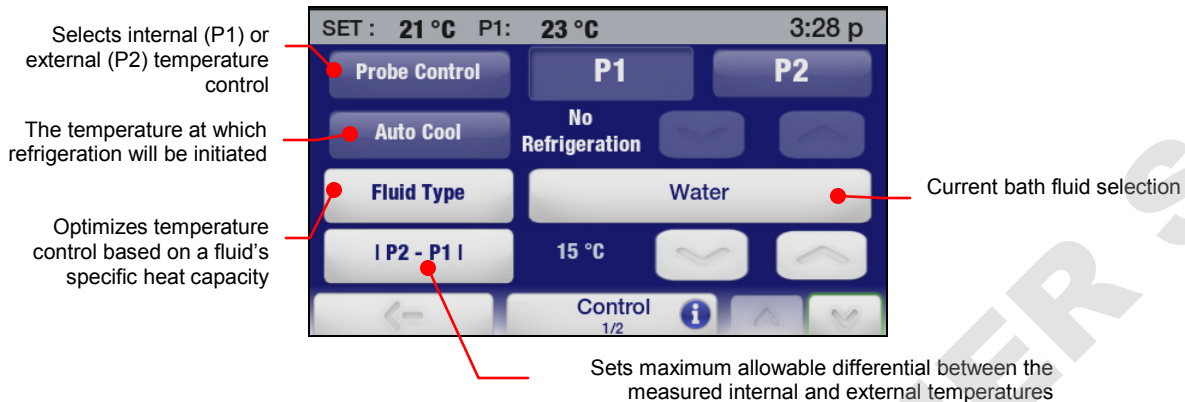 Selects internal (P1) or
external (P2) temperature
control
The temperature at which
refrigeration will be initiated
Optimizes temperature
control based on a fluid's
specific heat capacity
SET : 21 °C P1: 23 °C 3:28 p
Probe Control P1 P2
Auto Cool No
Refrigeration
Fluid Type Water
I P2 - P1 I 15 °C
Control
1/2
i
Current bath fluid selection
Sets maximum allowable differential between the
measured internal and external temperatures